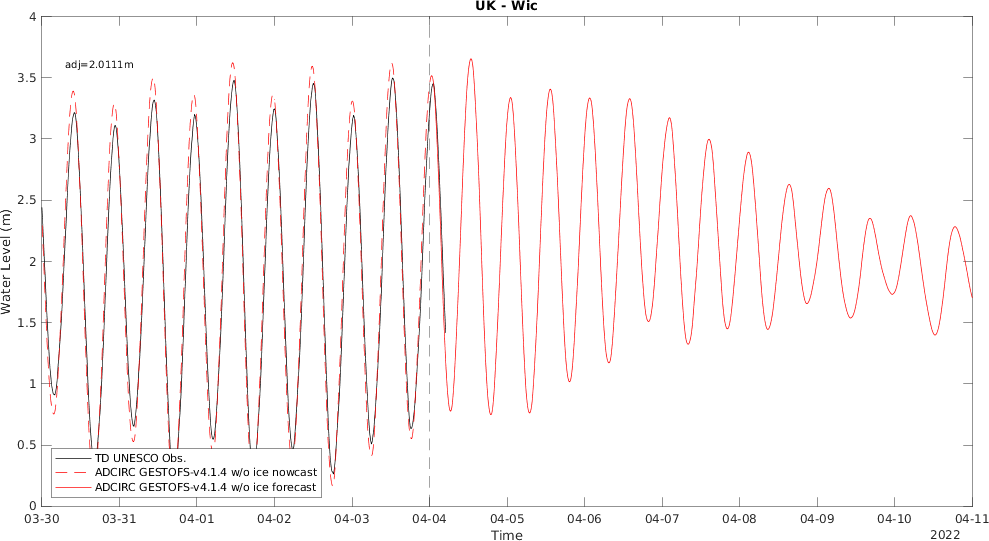 UK - Wic
adj=2.0111m
4
3.5
3
2.5
2
1.5
1
0.5
0
Water Level (m)
TD UNESCO Obs.
ADCIRC GESTOFS-v4.1.4 w/o ice nowcast
ADCIRC GESTOFS-v4.1.4 w/o ice forecast
03-30 03-31 04-01 04-02 04-03 04-04 04-05 04-06 04-07 04-08 04-09 04-10 04-11
Time
2022